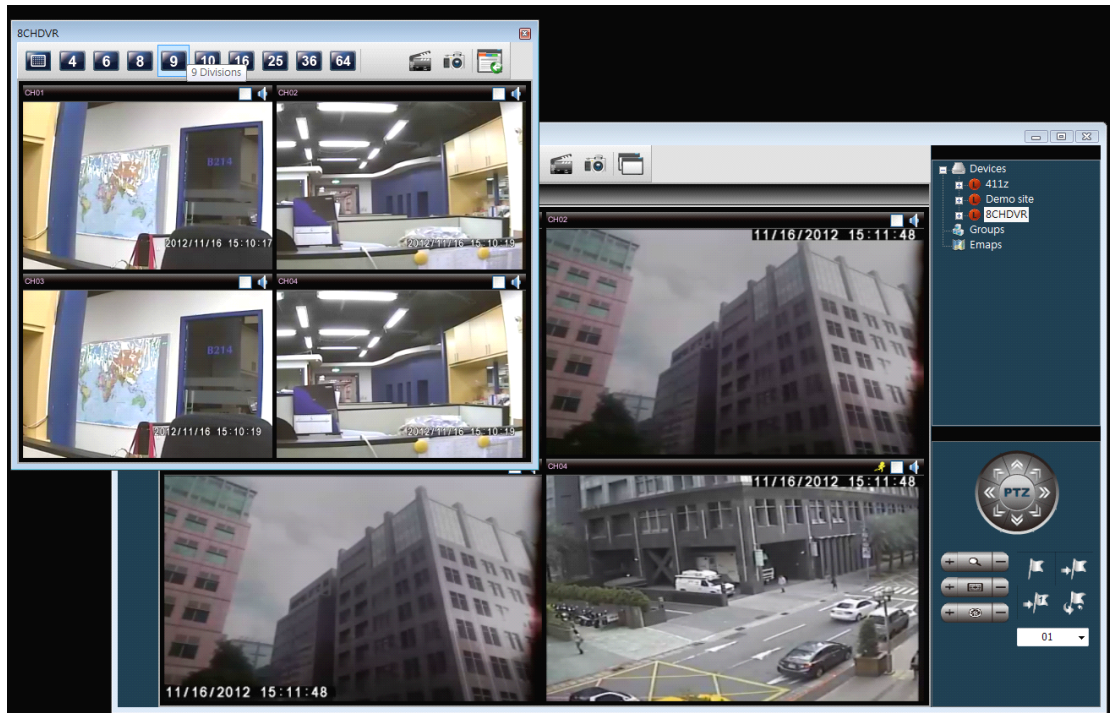 8CHDVR
4 6 8 9 10 16 25 36 64
9 Divisions
CH01
CH02
B214
2012/11/16 15:10:17
2012/11/16 15:10:19
CH03
CH04
B214
2012/11/16 15:10:19
2012/11/16 15:10:19
CH02
11/16/2012 15:11:48
11/16/2012 15:11:48
CH04
11/16/2012 15:11:48
Devices
L 411z
L Demo site
L 8CHDVR
Groups
Emaps
PTZ
01